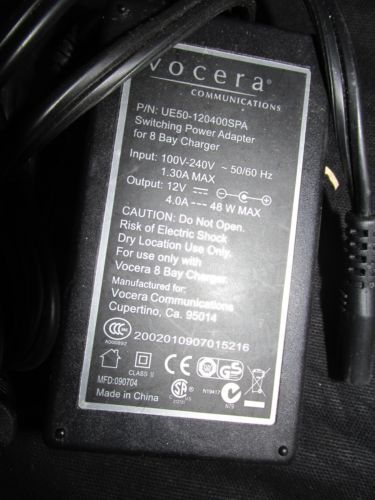 vocera®
COMMUNICATIONS
P/N: UE50-120400SPA
Switching Power Adapter
for 8 Bay Charger
Input: 100V-240V ~ 50/60 Hz
1.30A MAX
Output: 12V
4.0A 48 W MAX
CAUTION: Do Not Open.
Risk of Electric Shock
Dry Location Use Only.
For use only with
Vocera 8 Bay Charger.
Manufactured for:
Vocera Communications
Cupertino, Ca. 95014
2002010907015216
CLASS II
N19417
MFD:090704
Made in China